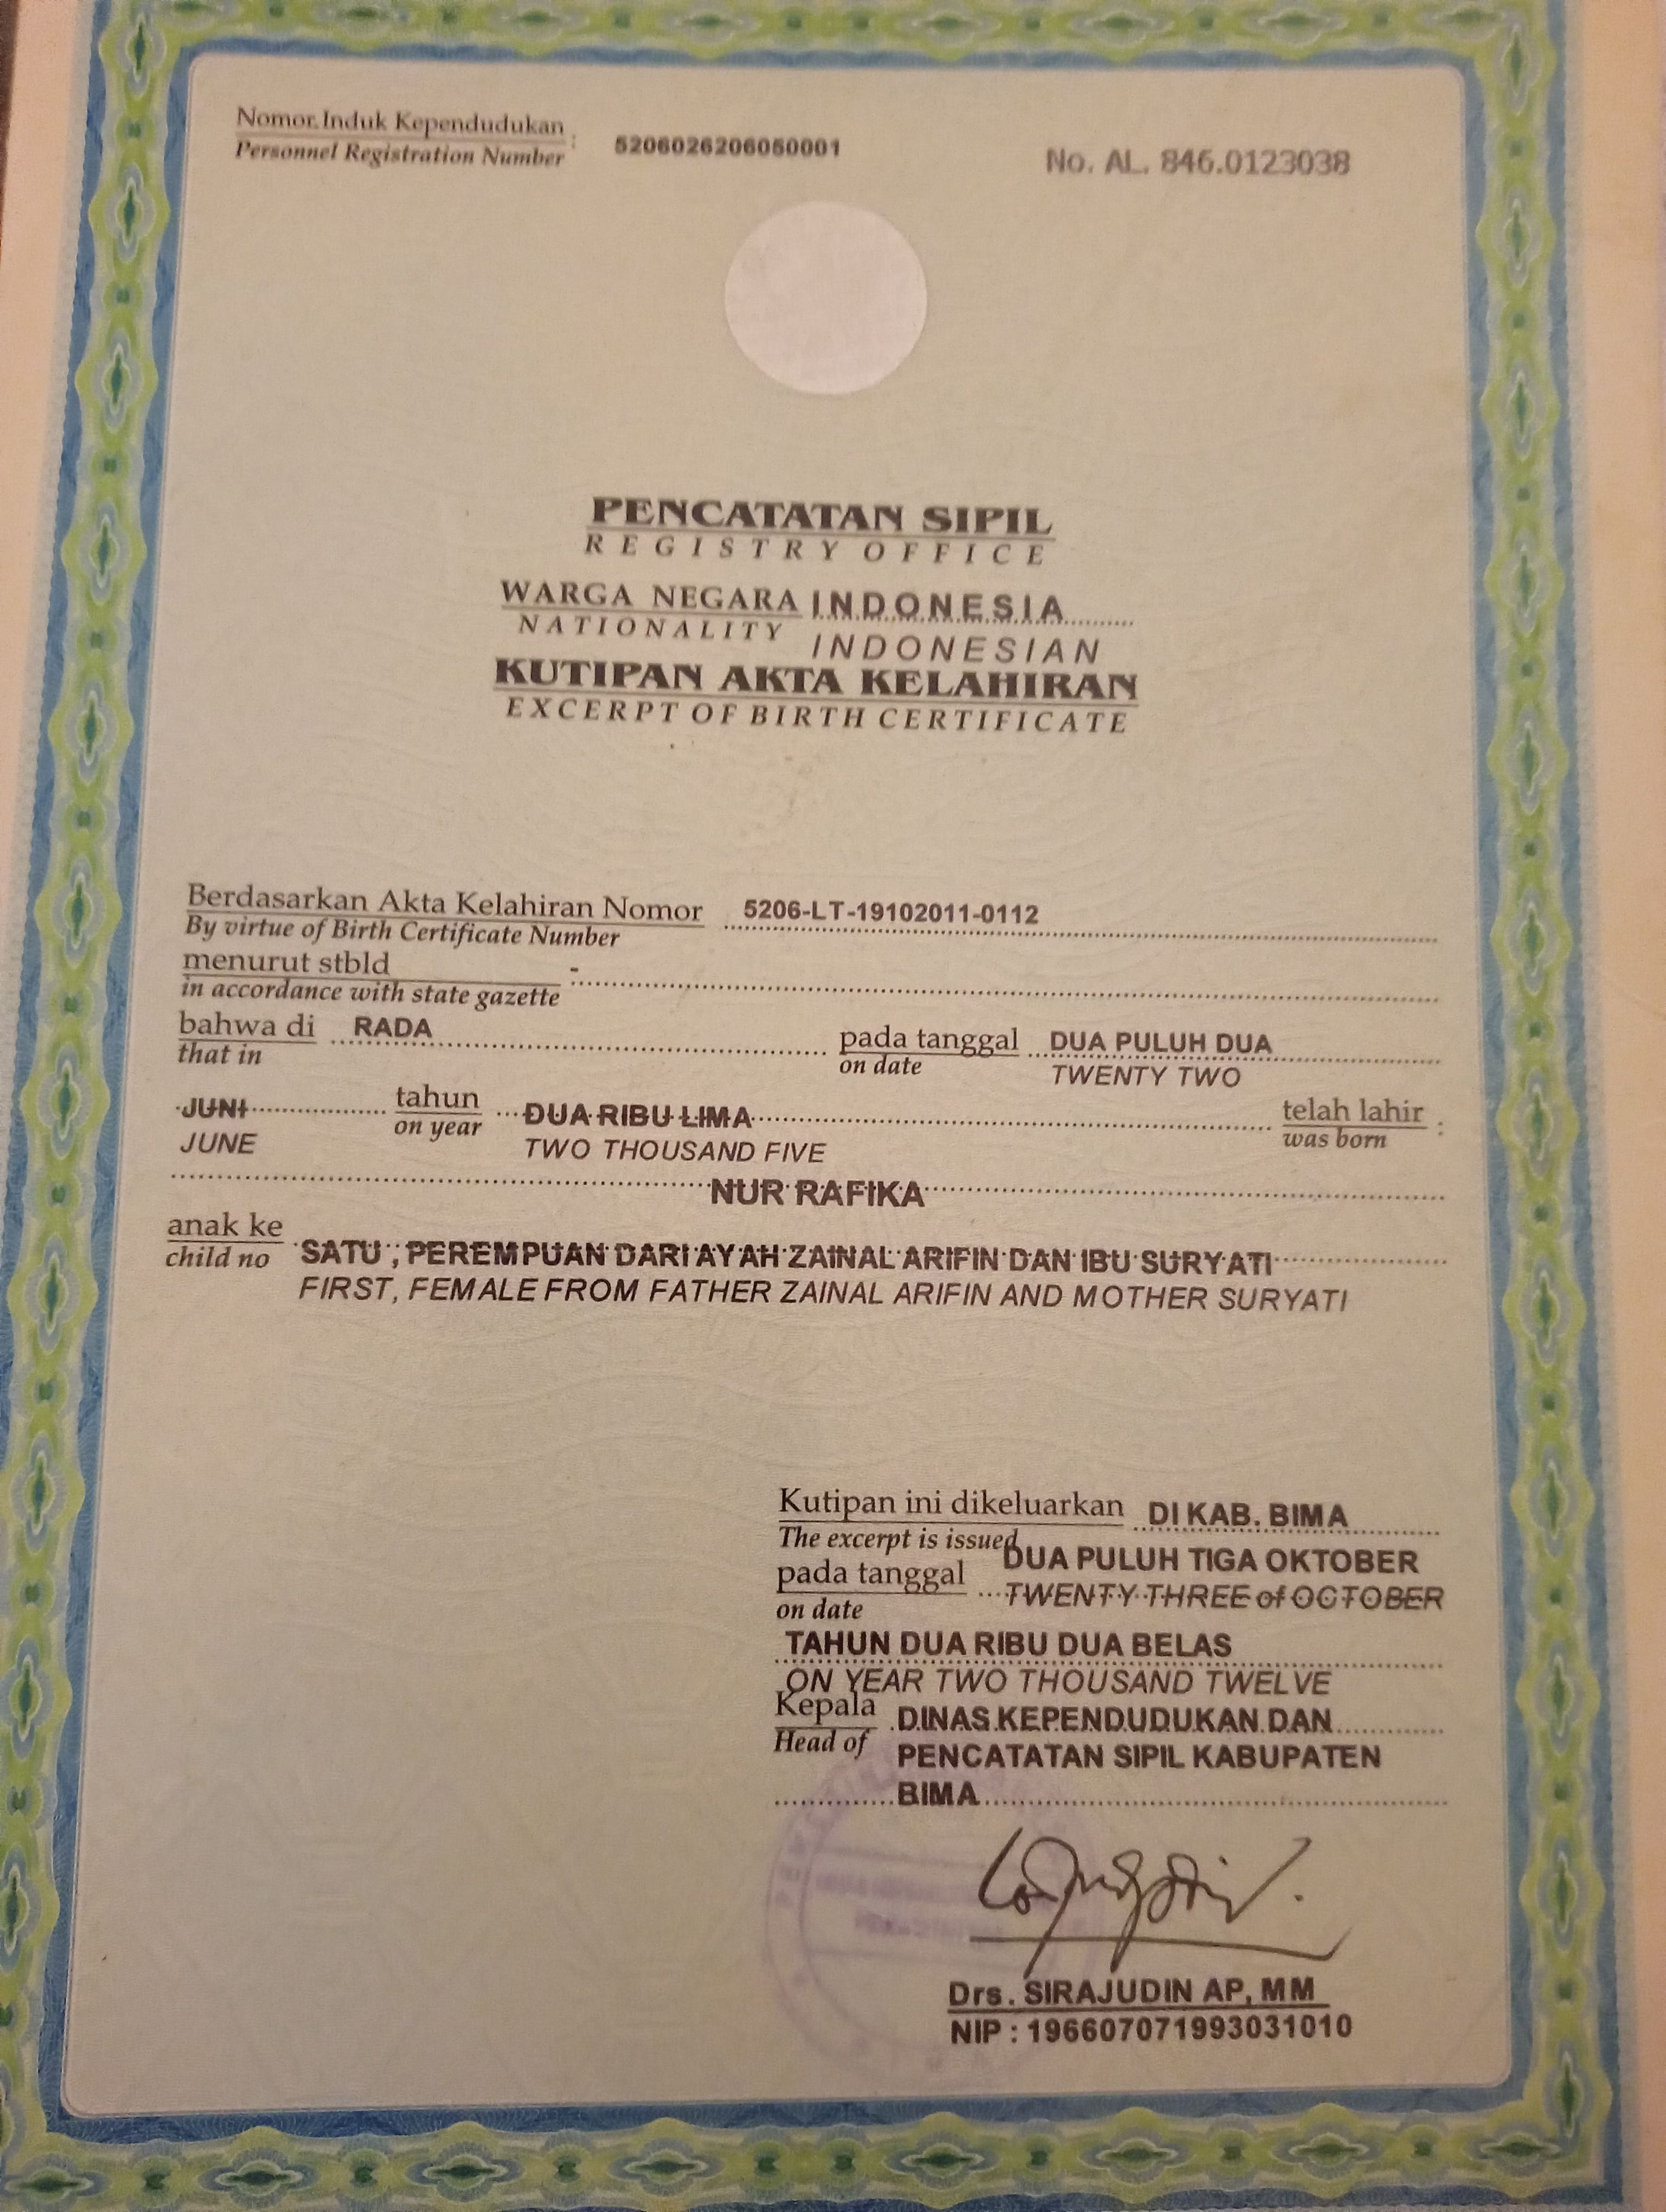 Nomor Induk Kependudukan : 5206026206050001
Personnel Registration Number
No. AL. 846.0123038
PENCATATAN SIPIL
REGISTRY OFFICE
WARGA NEGARA INDONESIA
NATIONALITY INDONESIAN
KUTIPAN AKTA KELAHIRAN
EXCERPT OF BIRTH CERTIFICATE
Berdasarkan Akta Kelahiran Nomor 5206-LT-19102011-0112
By virtue of Birth Certificate Number
menurut stbld -
in accordance with state gazette
bahwa di RADA pada tanggal DUA PULUH DUA
that in on date TWENTY TWO
JUNI tahun DUA RIBU LIMA telah lahir :
JUNE on year TWO THOUSAND FIVE was born
NUR RAFIKA
anak ke SATU , PEREMPUAN DARI AYAH ZAINAL ARIFIN DAN IBU SURYATI
child no FIRST, FEMALE FROM FATHER ZAINAL ARIFIN AND MOTHER SURYATI
Kutipan ini dikeluarkan DI KAB. BIMA
The excerpt is issued
pada tanggal DUA PULUH TIGA OKTOBER
on date TWENTY THREE of OCTOBER
TAHUN DUA RIBU DUA BELAS
ON YEAR TWO THOUSAND TWELVE
Kepala DINAS KEPENDUDUKAN DAN
Head of PENCATATAN SIPIL KABUPATEN
BIMA
Drs. SIRAJUDIN AP, MM
NIP : 196607071993031010